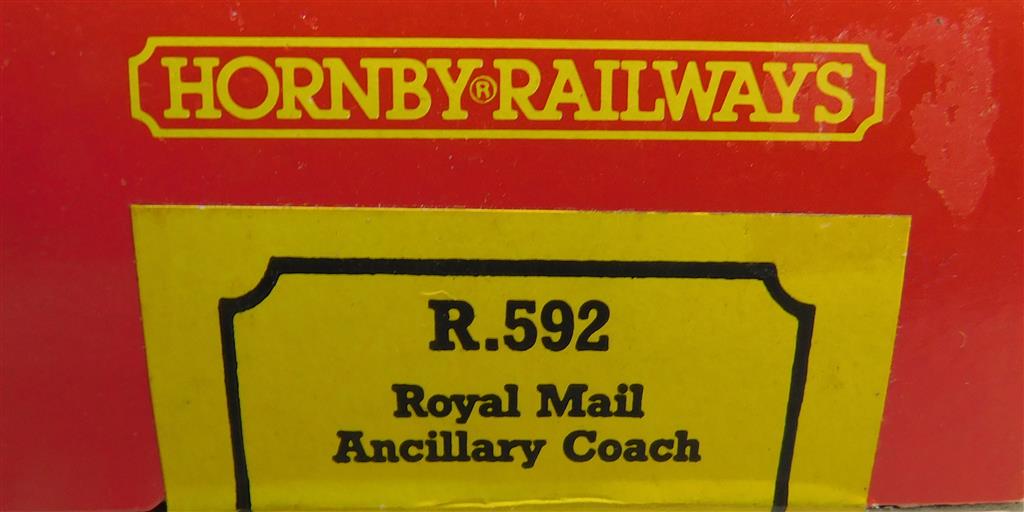 HORNBY® RAILWAYS
R.592
Royal Mail
Ancillary Coach